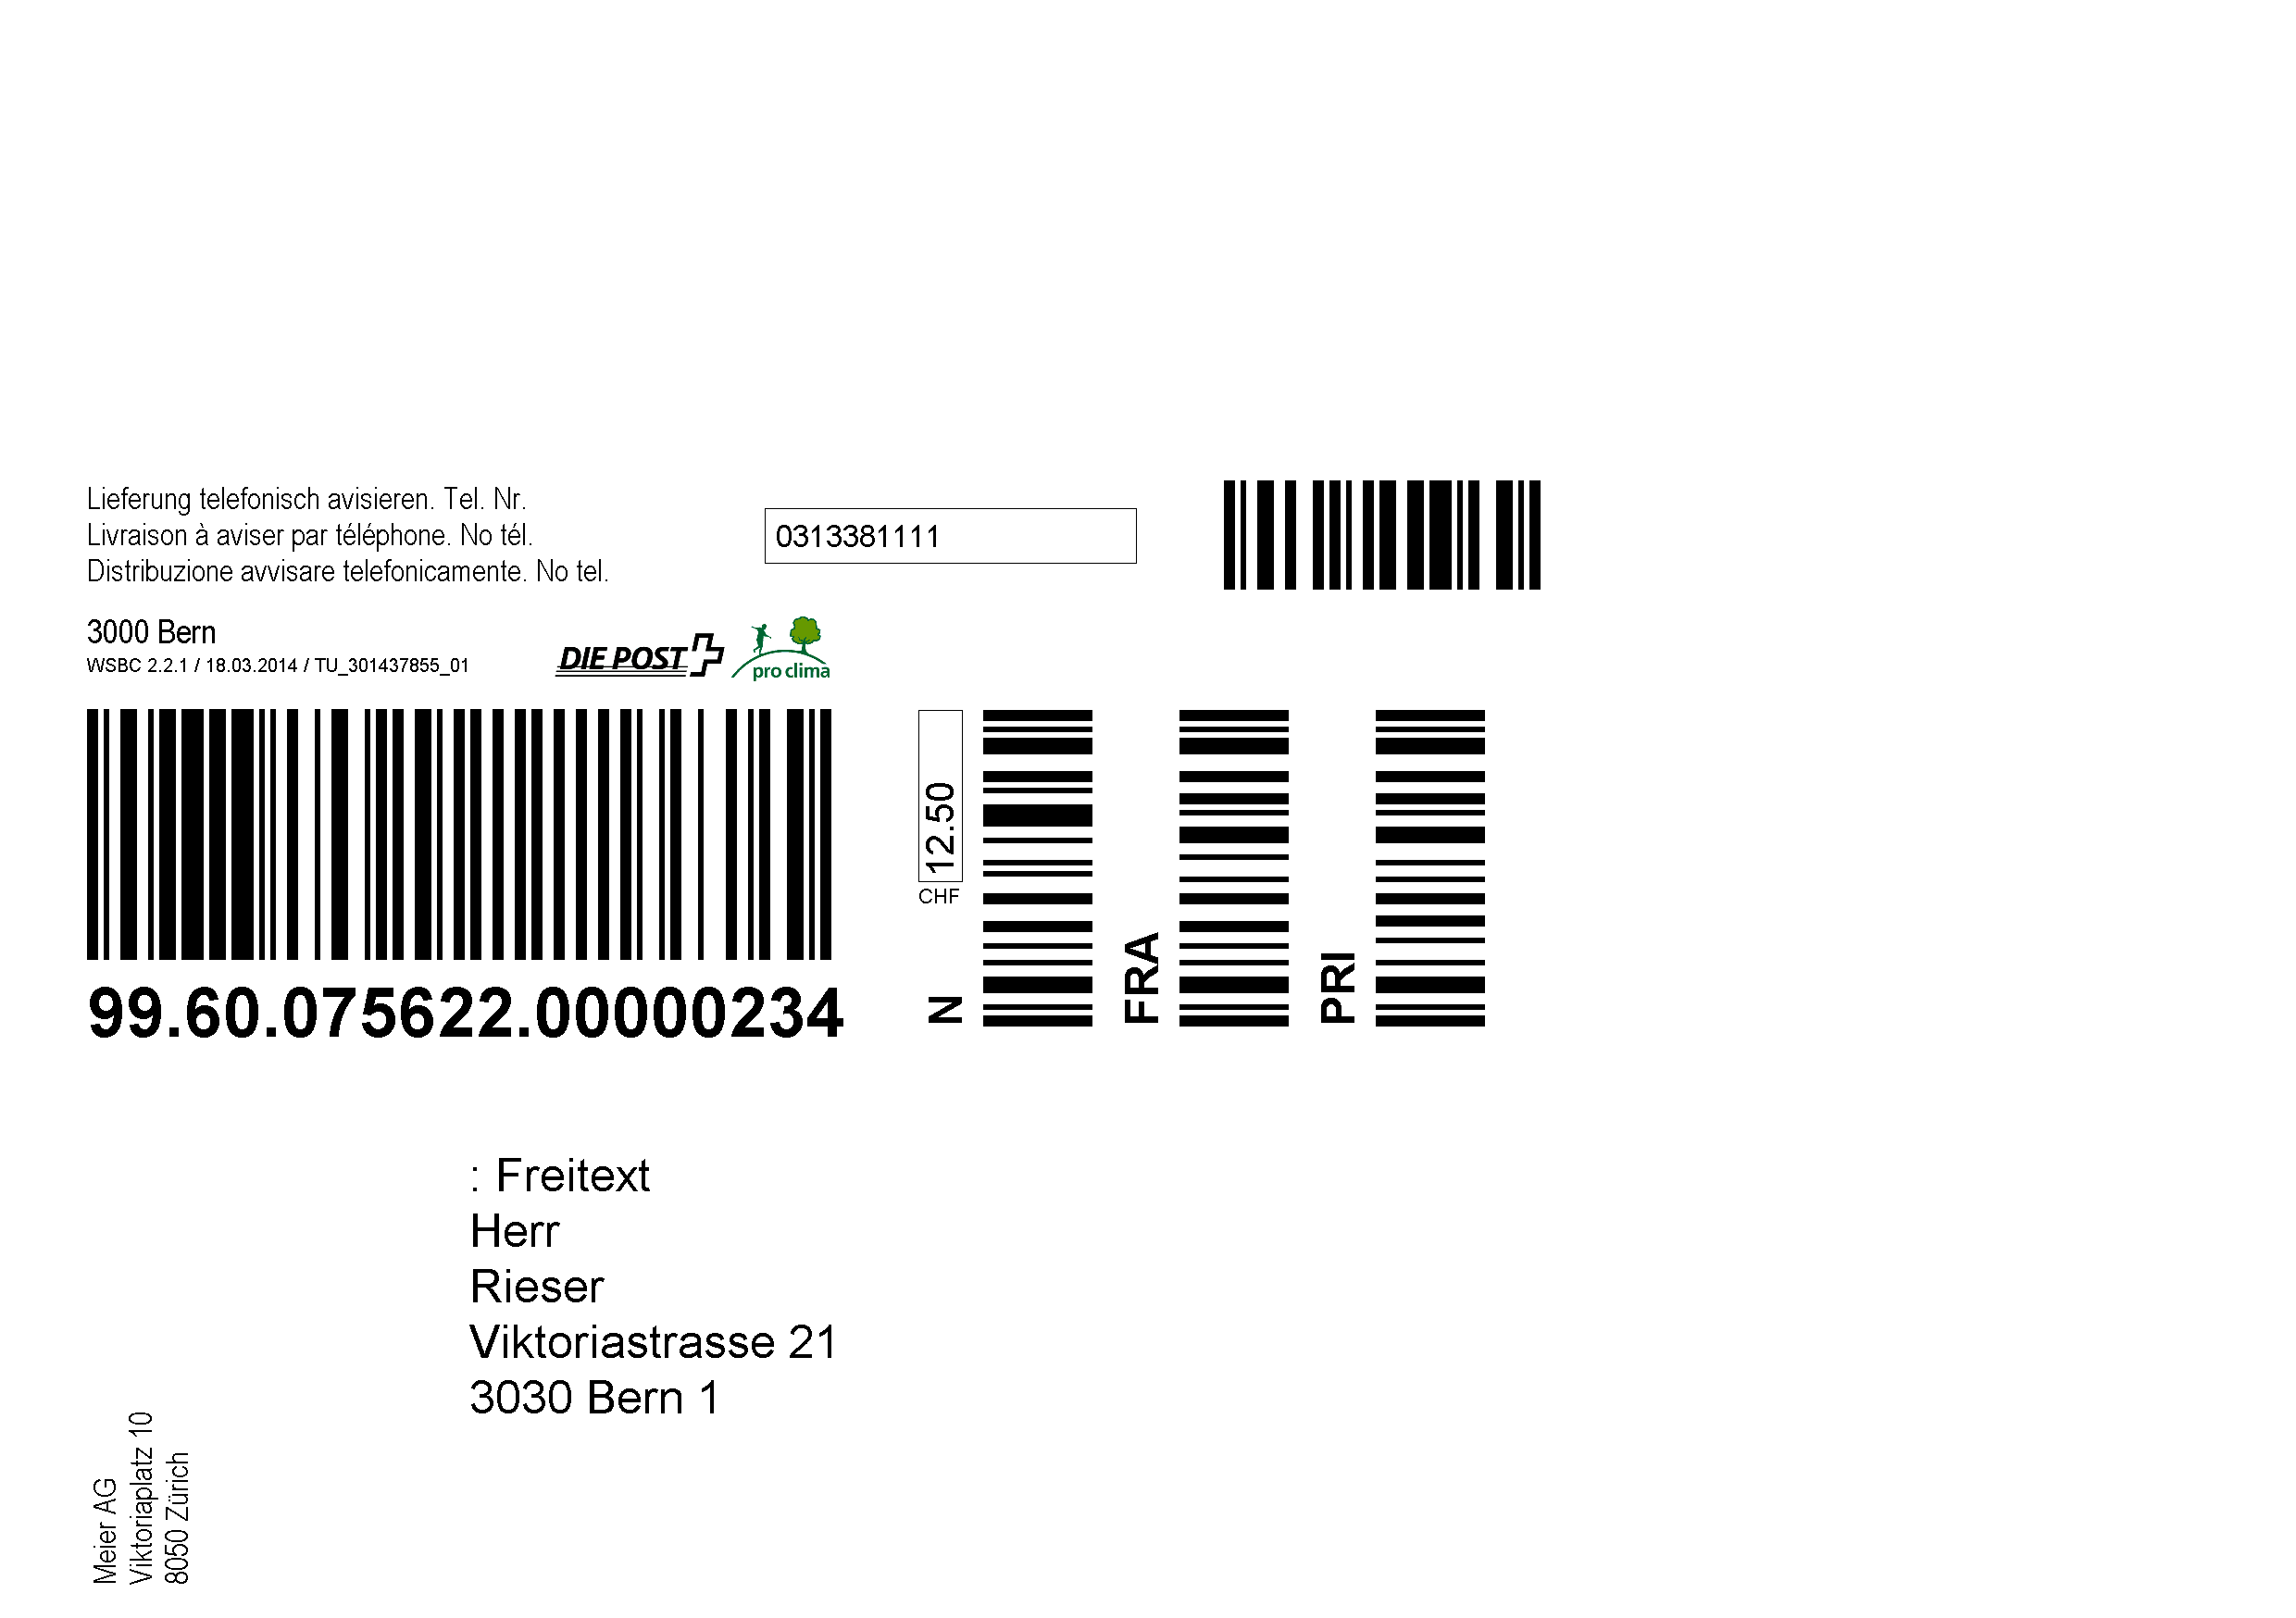 Lieferung telefonisch avisieren. Tel. Nr.
Livraison à aviser par téléphone. No tél.
Distribuzione avvisare telefonicamente. No tel.
0313381111
3000 Bern
WSBC 2.2.1 / 18.03.2014 / TU_301437855_01
DIE POST
pro clima
99.60.075622.00000234
12.50
CHF
N
FRA
PRI
: Freitext
Herr
Rieser
Viktoriastrasse 21
3030 Bern 1
Meier AG
Viktoriaplatz 10
8050 Zürich